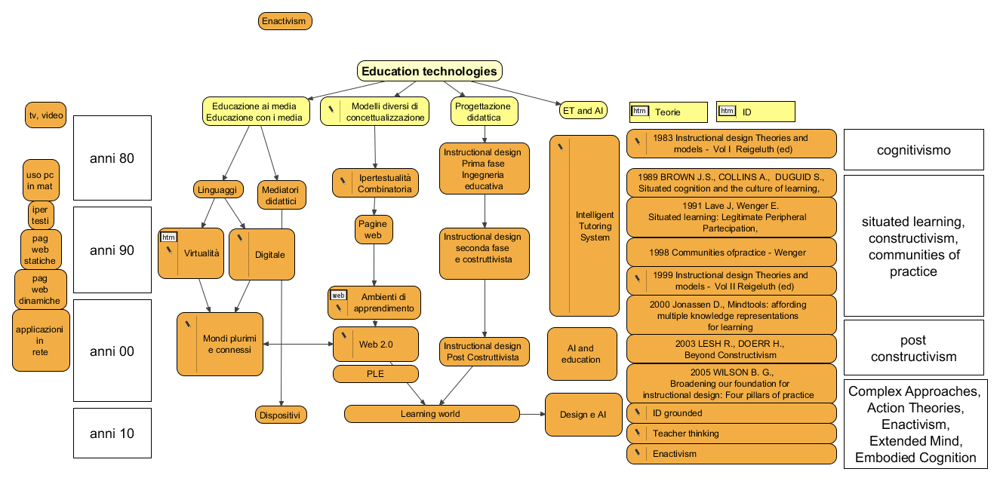 Enactivism
Education technologies
tv, video
uso pc
in mat
iper
testi
pag
web
statiche
pag
web
dinamiche
applicazioni
in
rete
anni 80
anni 90
anni 00
anni 10
Educazione ai media
Educazione con i media
Linguaggi
Mediatori
didattici
htm
Virtualità
Digitale
Mondi plurimi
e connessi
Dispositivi
Modelli diversi di
concettualizzazione
Ipertestualità
Combinatoria
Pagine
web
web
Ambienti di
apprendimento
Web 2.0
PLE
Learning world
Progettazione
didattica
Instructional design
Prima fase
Ingegneria
educativa
Instructional design
seconda fase
e costruttivista
Instructional design
Post Costruttivista
ET and AI
Intelligent
Tutoring
System
AI and
education
Design e AI
htm
Teorie
htm
ID
1983 Instructional design Theories and
models - Vol I Reigeluth (ed)
1989 BROWN J.S., COLLINS A., DUGUID S.,
Situated cognition and the culture of learning,
1991 Lave J, Wenger E.
Situated learning: Legitimate Peripheral
Partecipation,
1998 Communities ofpractice - Wenger
1999 Instructional design Theories and
models - Vol II Reigeluth (ed)
2000 Jonassen D., Mindtools: affording
multiple knowledge representations
for learning
2003 LESH R., DOERR H.,
Beyond Constructivism
2005 WILSON B. G.,
Broadening our foundation for
instructional design: Four pillars of practice
ID grounded
Teacher thinking
Enactivism
cognitivismo
situated learning,
constructivism,
communities of
practice
post
constructivism
Complex Approaches,
Action Theories,
Enactivism,
Extended Mind,
Embodied Cognition